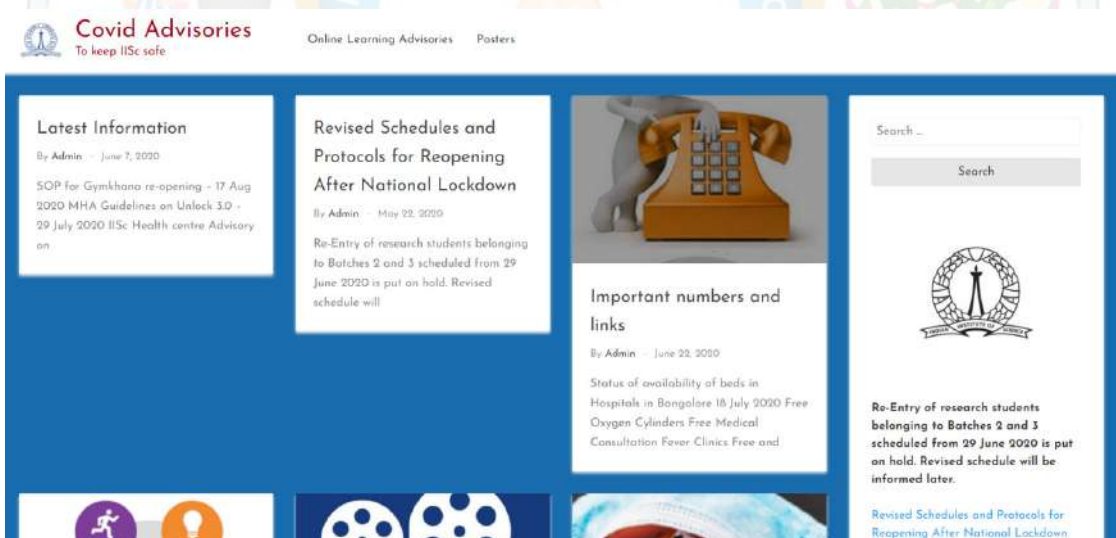 Covid Advisories
To keep IISc safe
Online Learning Advisories
Posters
Latest Information
By Admin - June 7, 2020
SOP for Gymkhana re-opening – 17 Aug
2020 MHA Guidelines on Unlock 3.0 –
29 July 2020 IISc Health centre Advisory
on
Revised Schedules and
Protocols for Reopening
After National Lockdown
By Admin - May 22, 2020
Re-Entry of research students belonging
to Batches 2 and 3 scheduled from 29
June 2020 is put on hold. Revised
schedule will
Important numbers and
links
By Admin - June 22, 2020
Status of availability of beds in
Hospitals in Bangalore 18 July 2020 Free
Oxygen Cylinders Free Medical
Consultation Fever Clinics Free and
Search …
Search
INDIAN INSTITUTE OF SCIENCE
Re-Entry of research students
belonging to Batches 2 and 3
scheduled from 29 June 2020 is put
on hold. Revised schedule will be
informed later.
Revised Schedules and Protocols for
Reopening After National Lockdown